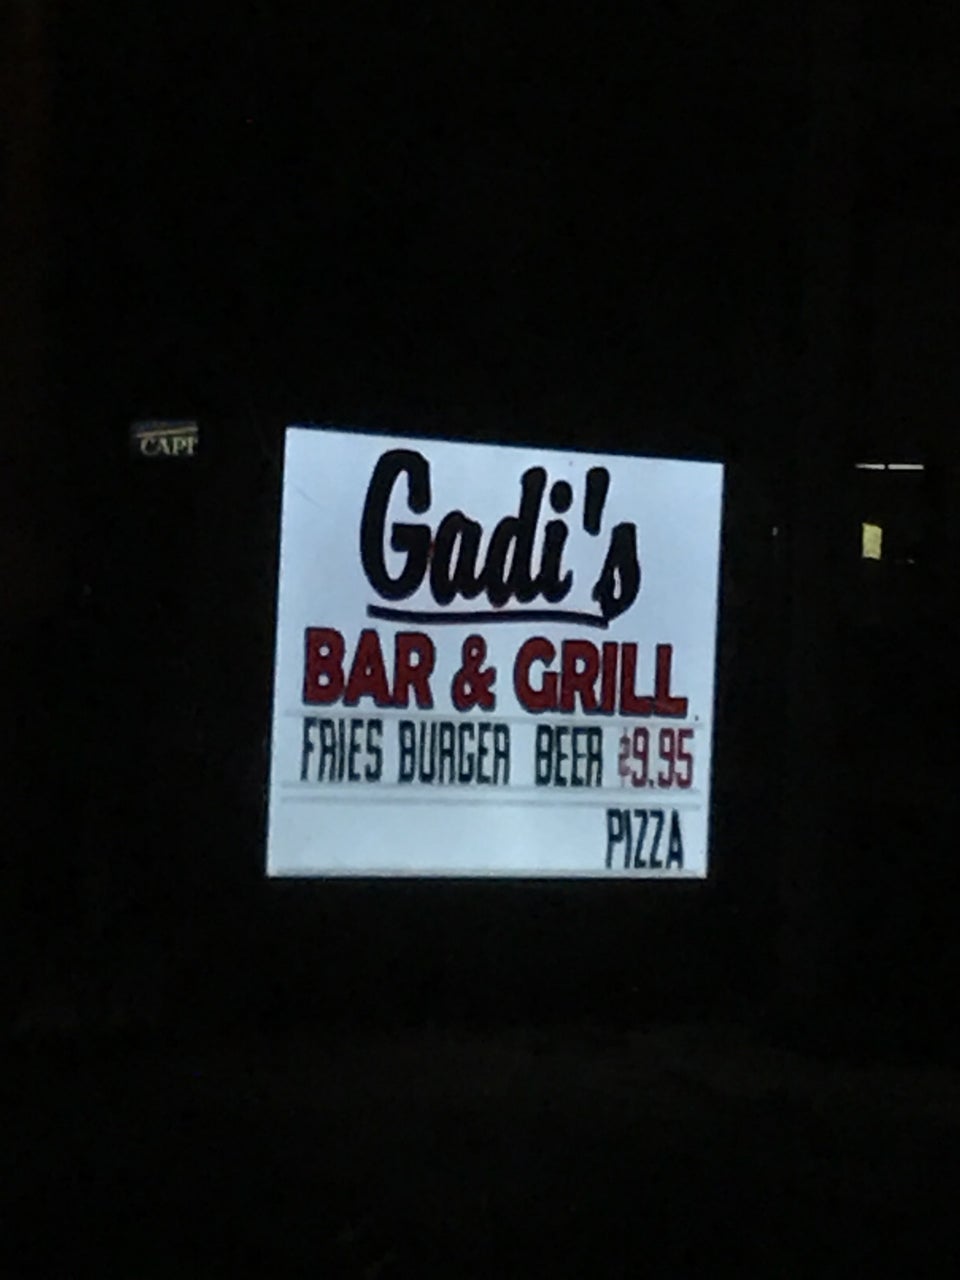 CAPI
Gadi's
BAR & GRILL
FRIES BURGER BEER $9.95
PIZZA